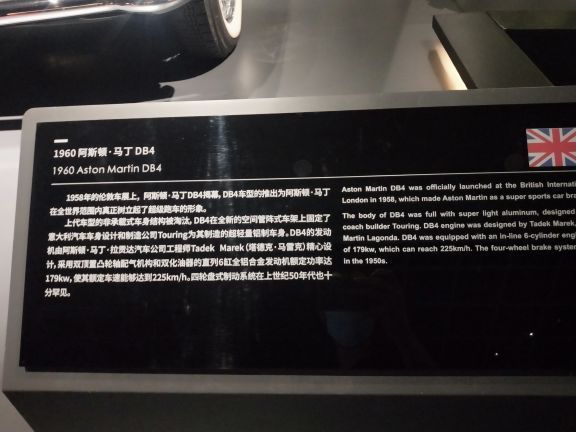 1960 阿斯顿·马丁 DB4
1960 Aston Martin DB4
1958年的伦敦车展上，阿斯顿·马丁DB4揭幕，DB4车型的推出为阿斯顿·马丁
在全世界范围内真正树立起了超级跑车的形象。
上代车型的非承载式车身结构被淘汰，DB4在全新的空间管阵式车架上固定了
意大利汽车车身设计和制造公司Touring为其制造的超轻量铝制车身。DB4的发动
机由阿斯顿·马丁·拉贡达汽车公司工程师Tadek Marek（塔德克·马雷克）精心设
计，采用双顶置凸轮轴配气机构和双化油器的直列6缸全铝合金发动机额定功率达
179kw，使其额定车速能够达到225km/h。四轮盘式制动系统在上世纪50年代也十
分罕见。
Aston Martin DB4 was officially launched at the British Internati
London in 1958, which made Aston Martin as a super sports car bra
The body of DB4 was full with super light aluminum, designed
coach builder Touring. DB4 engine was designed by Tadek Marek,
Martin Lagonda. DB4 was equipped with an in-line 6-cylinder eng
of 179kw, which can reach 225km/h. The four-wheel brake system
in the 1950s.